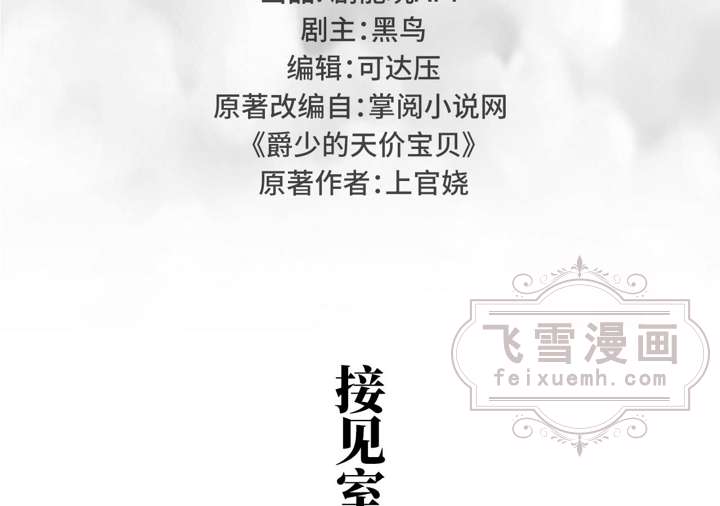 剧主：黑鸟
编辑：可达压
原著改编自：掌阅小说网
《爵少的天价宝贝》
原著作者：上官娆
飞雪漫画
feixuemh.com
接见室